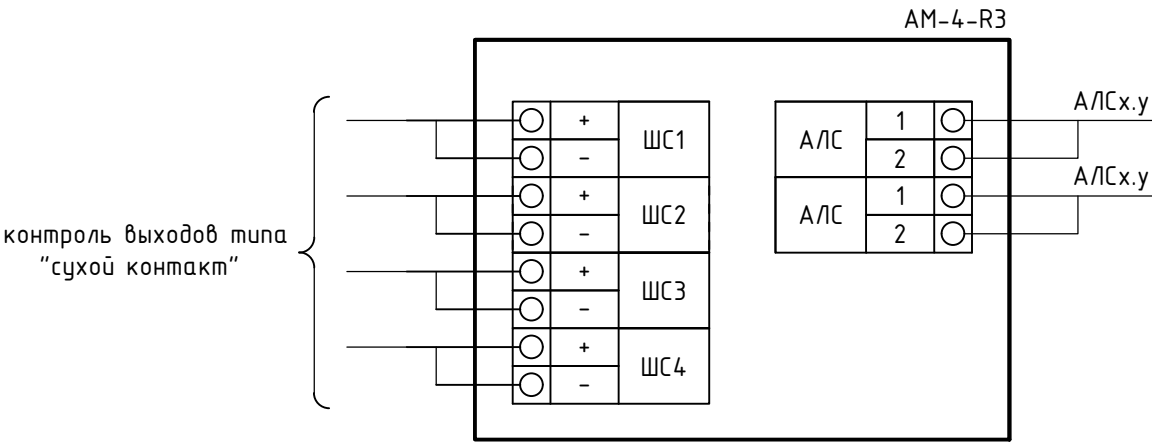 АМ-4-R3
контроль выходов типа
"сухой контакт"
+
ШС1
-
+
ШС2
-
+
ШС3
-
+
ШС4
-
АЛС
1
2
АЛС
1
2
АЛСх.у
АЛСх.у